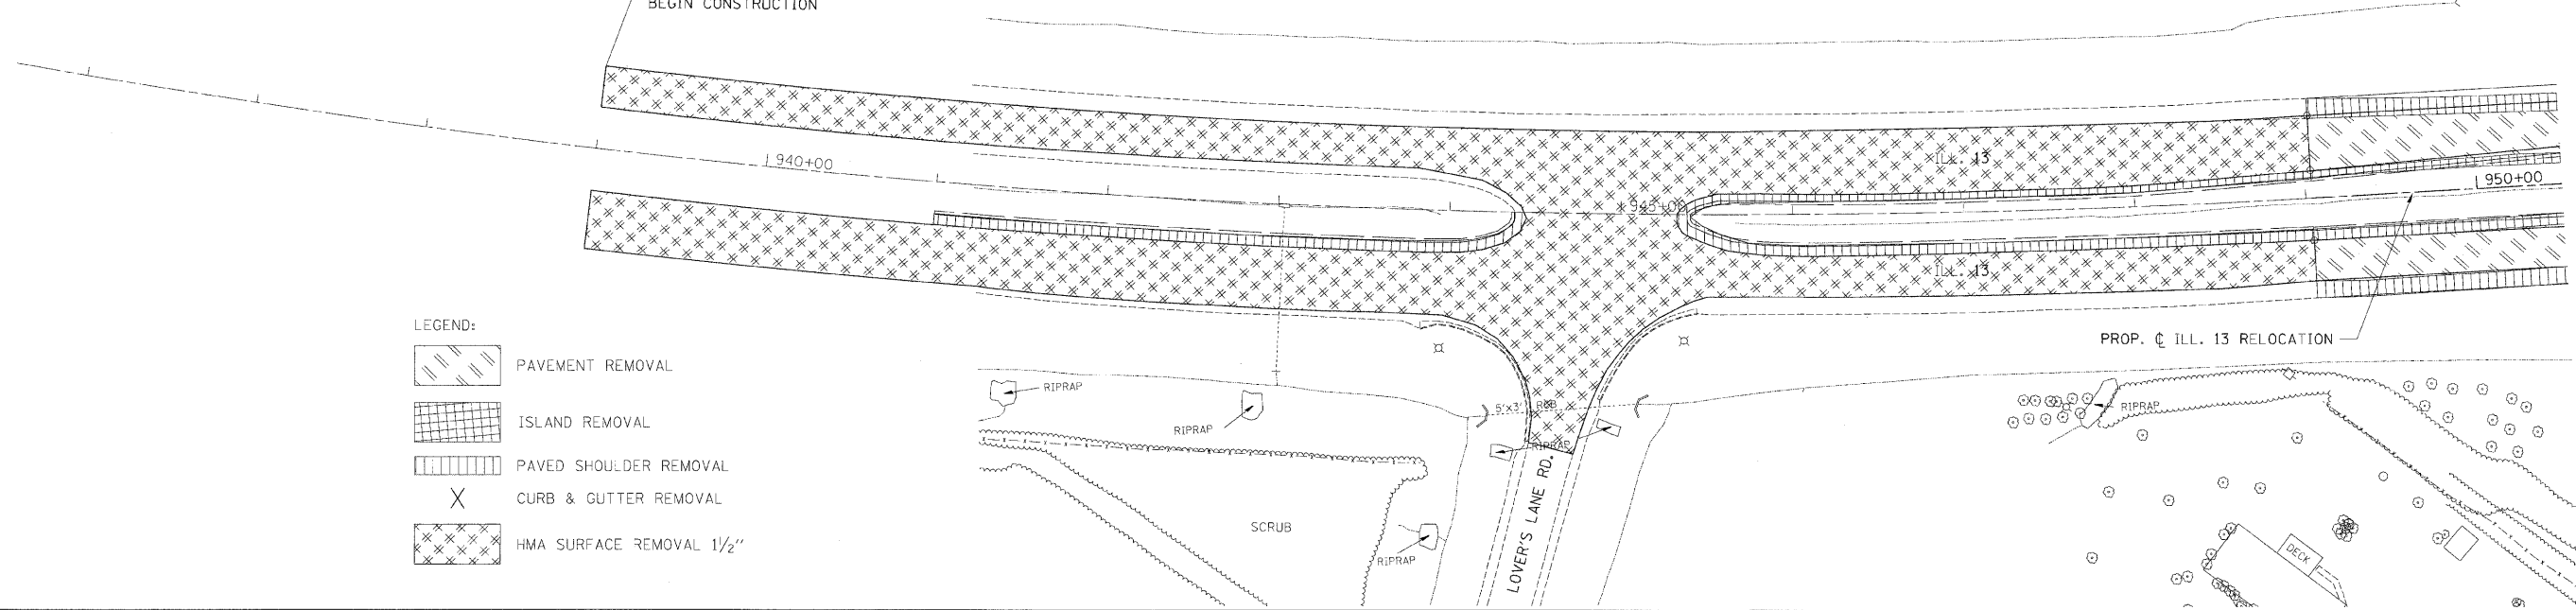 BEGIN CONSTRUCTION
940+00
ILL. 13
950+00
945+00
ILL. 13
PROP. ℄ ILL. 13 RELOCATION
LEGEND:
PAVEMENT REMOVAL
ISLAND REMOVAL
PAVED SHOULDER REMOVAL
X CURB & GUTTER REMOVAL
HMA SURFACE REMOVAL 1½"
RIPRAP
RIPRAP
5'x3' RCB
RIPRAP
RIPRAP
SCRUB
RIPRAP
LOVER'S LANE RD.
DECK